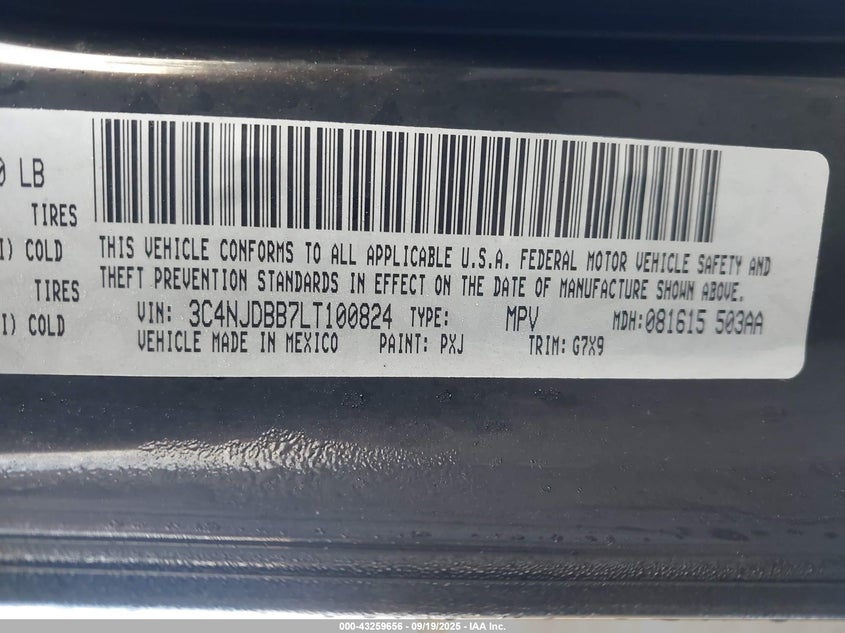 0 LB
TIRES
I) COLD
TIRES
I) COLD
THIS VEHICLE CONFORMS TO ALL APPLICABLE U.S.A. FEDERAL MOTOR VEHICLE SAFETY AND
THEFT PREVENTION STANDARDS IN EFFECT ON THE DATE OF MANUFACTURE SHOWN ABOVE.
VIN: 3C4NJDBB7LT100824 TYPE: MPV MDH:081615 503AA
VEHICLE MADE IN MEXICO PAINT: PXJ TRIM: G7X9
000-43259656 - 09/19/2025 - IAA Inc.